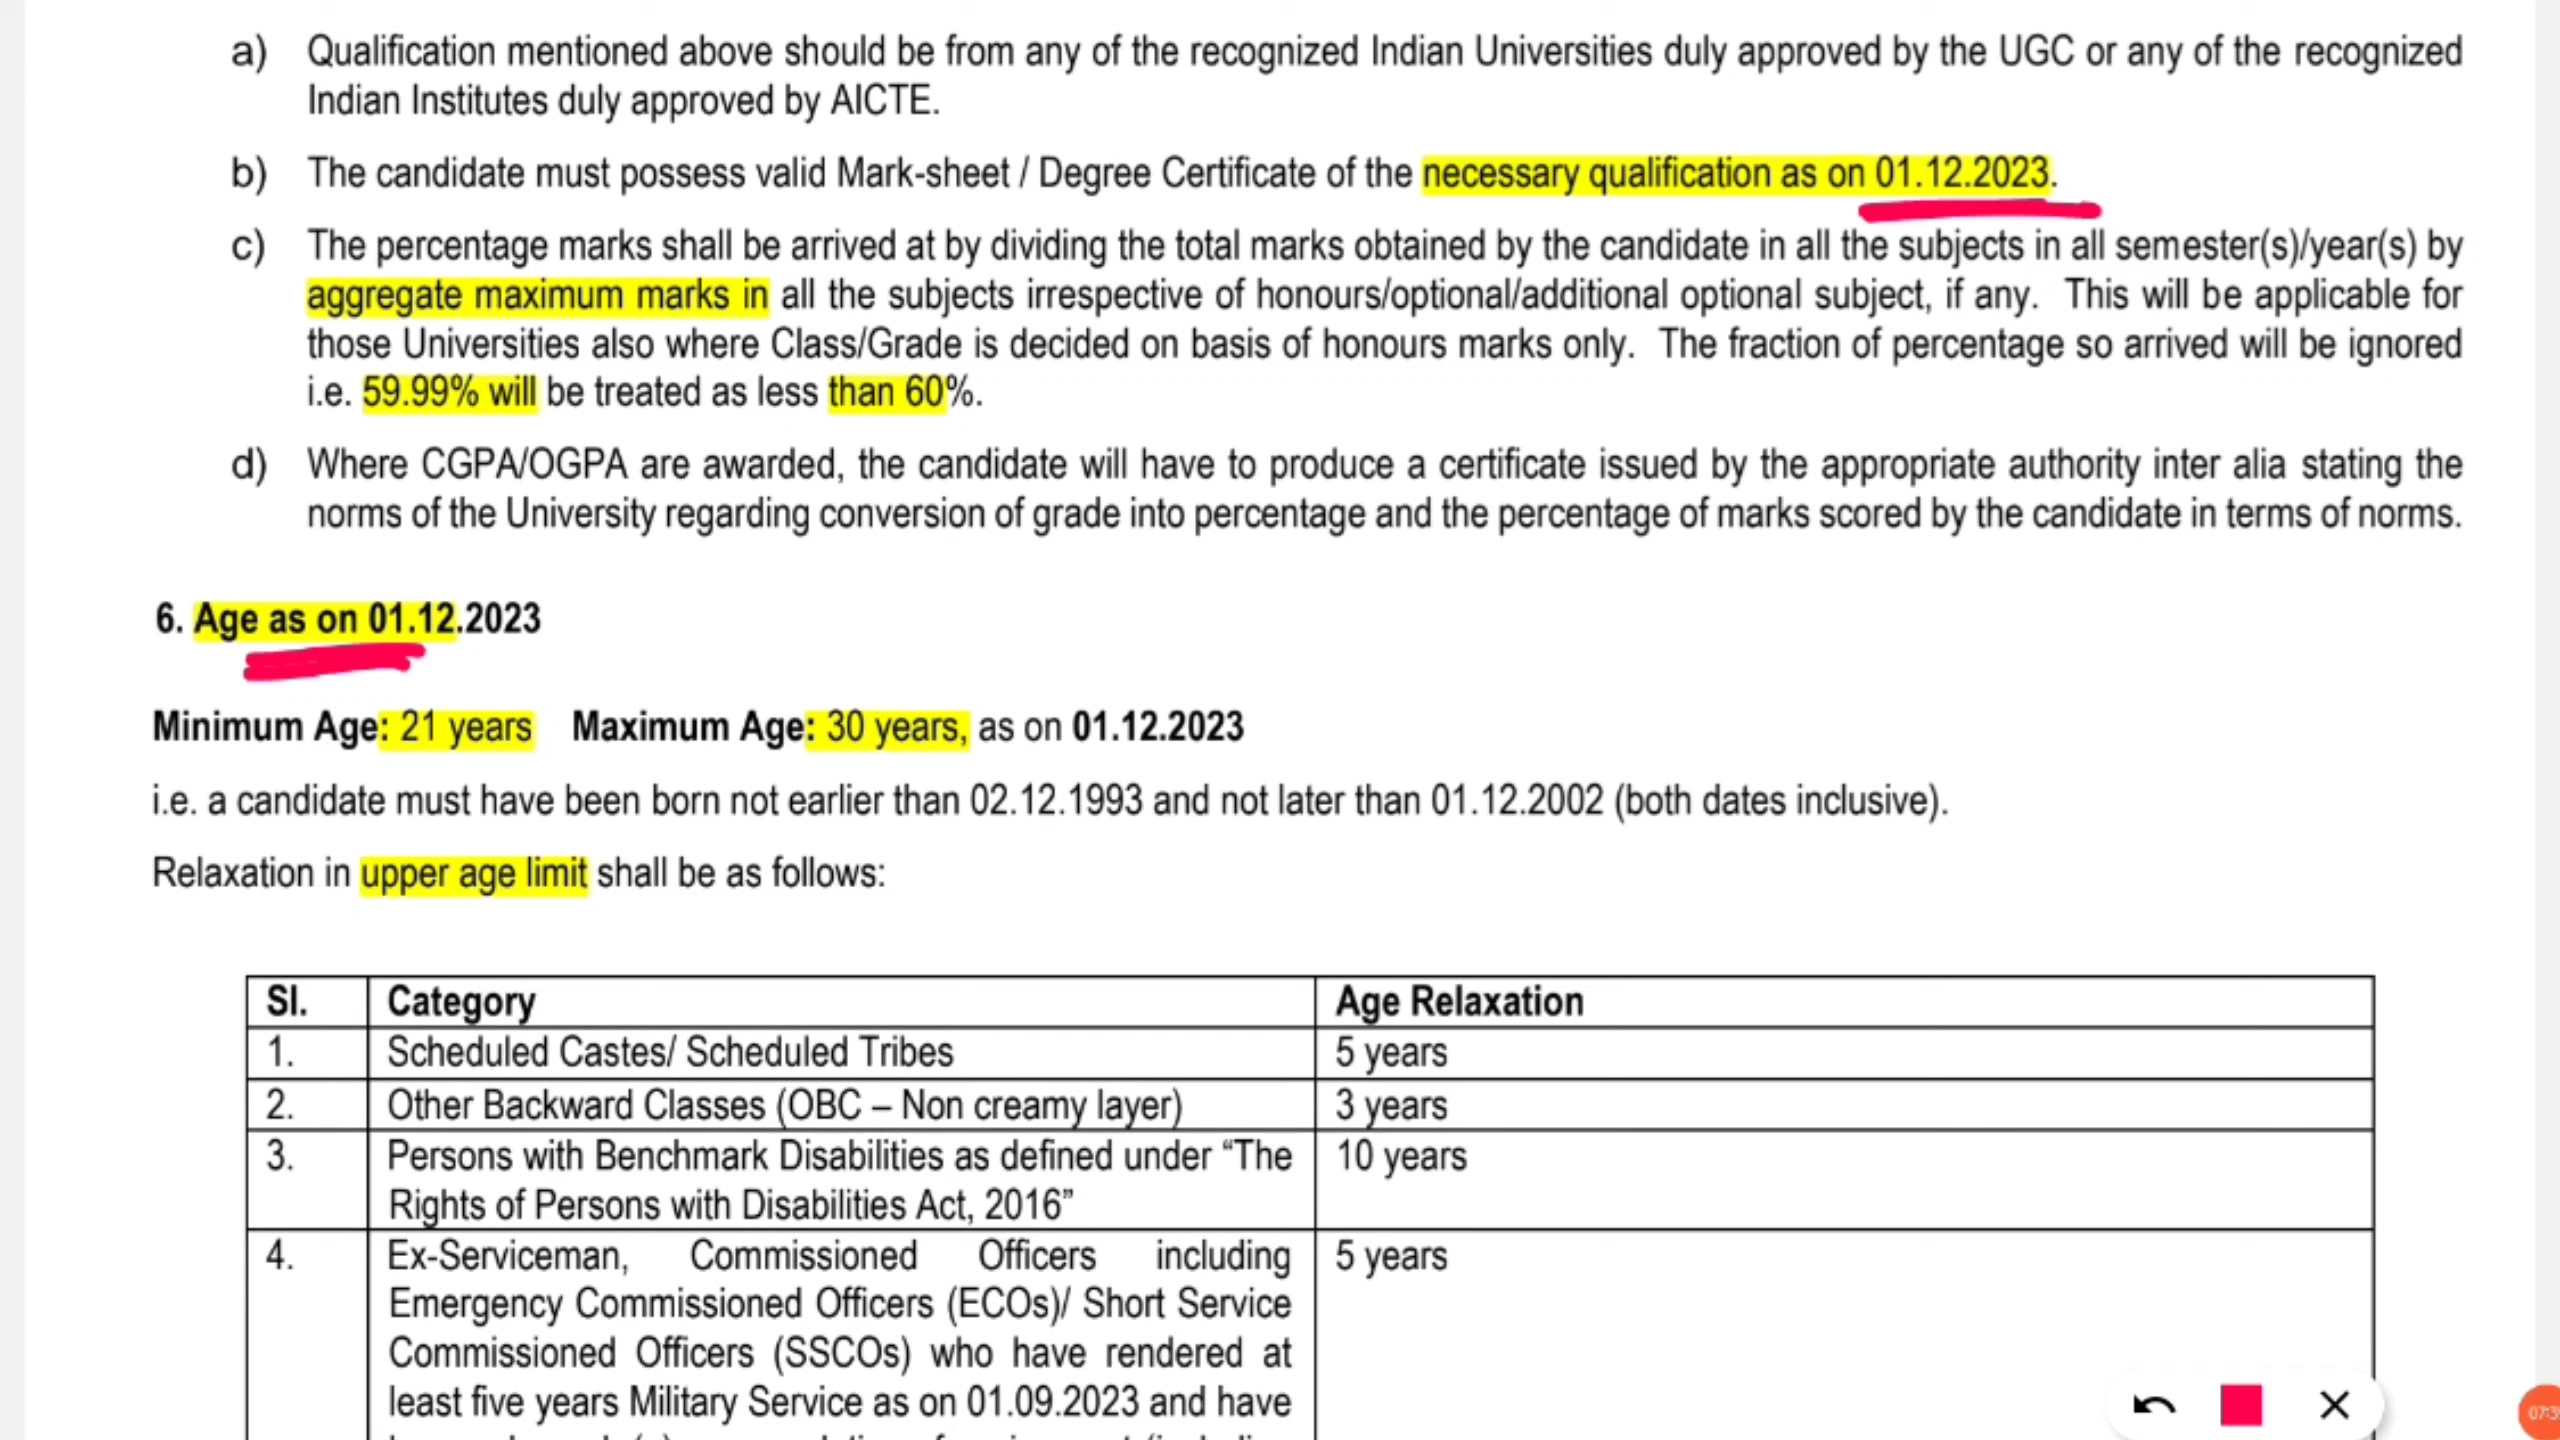 a) Qualification mentioned above should be from any of the recognized Indian Universities duly approved by the UGC or any of the recognized
Indian Institutes duly approved by AICTE.
b) The candidate must possess valid Mark-sheet / Degree Certificate of the necessary qualification as on 01.12.2023.
c) The percentage marks shall be arrived at by dividing the total marks obtained by the candidate in all the subjects in all semester(s)/year(s) by
aggregate maximum marks in all the subjects irrespective of honours/optional/additional optional subject, if any. This will be applicable for
those Universities also where Class/Grade is decided on basis of honours marks only. The fraction of percentage so arrived will be ignored
i.e. 59.99% will be treated as less than 60%.
d) Where CGPA/OGPA are awarded, the candidate will have to produce a certificate issued by the appropriate authority inter alia stating the
norms of the University regarding conversion of grade into percentage and the percentage of marks scored by the candidate in terms of norms.
6. Age as on 01.12.2023
Minimum Age: 21 years Maximum Age: 30 years, as on 01.12.2023
i.e. a candidate must have been born not earlier than 02.12.1993 and not later than 01.12.2002 (both dates inclusive).
Relaxation in upper age limit shall be as follows:
Sl. Category Age Relaxation
1. Scheduled Castes/ Scheduled Tribes 5 years
2. Other Backward Classes (OBC – Non creamy layer) 3 years
3. Persons with Benchmark Disabilities as defined under “The 10 years
Rights of Persons with Disabilities Act, 2016”
4. Ex-Serviceman, Commissioned Officers including 5 years
Emergency Commissioned Officers (ECOs)/ Short Service
Commissioned Officers (SSCOs) who have rendered at
least five years Military Service as on 01.09.2023 and have